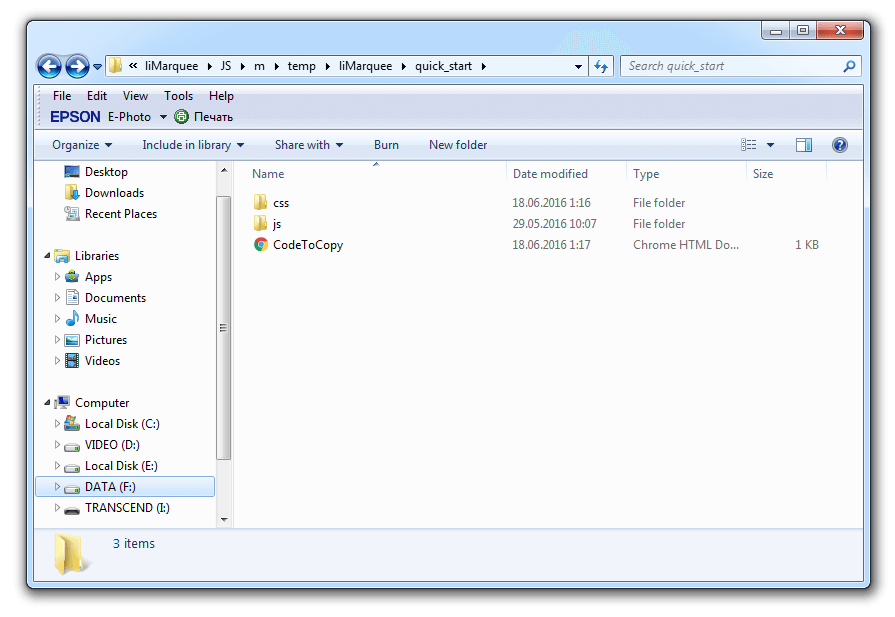 « liMarquee ▸ JS ▸ m ▸ temp ▸ liMarquee ▸ quick_start ▸ Search quick_start
File Edit View Tools Help
EPSON E-Photo Печать
Organize Include in library Share with Burn New folder
Desktop
Downloads
Recent Places
Libraries
Apps
Documents
Music
Pictures
Videos
Computer
Local Disk (C:)
VIDEO (D:)
Local Disk (E:)
DATA (F:)
TRANSCEND (I:)
Name Date modified Type Size
css 18.06.2016 1:16 File folder
js 29.05.2016 10:07 File folder
CodeToCopy 18.06.2016 1:17 Chrome HTML Do... 1 KB
3 items